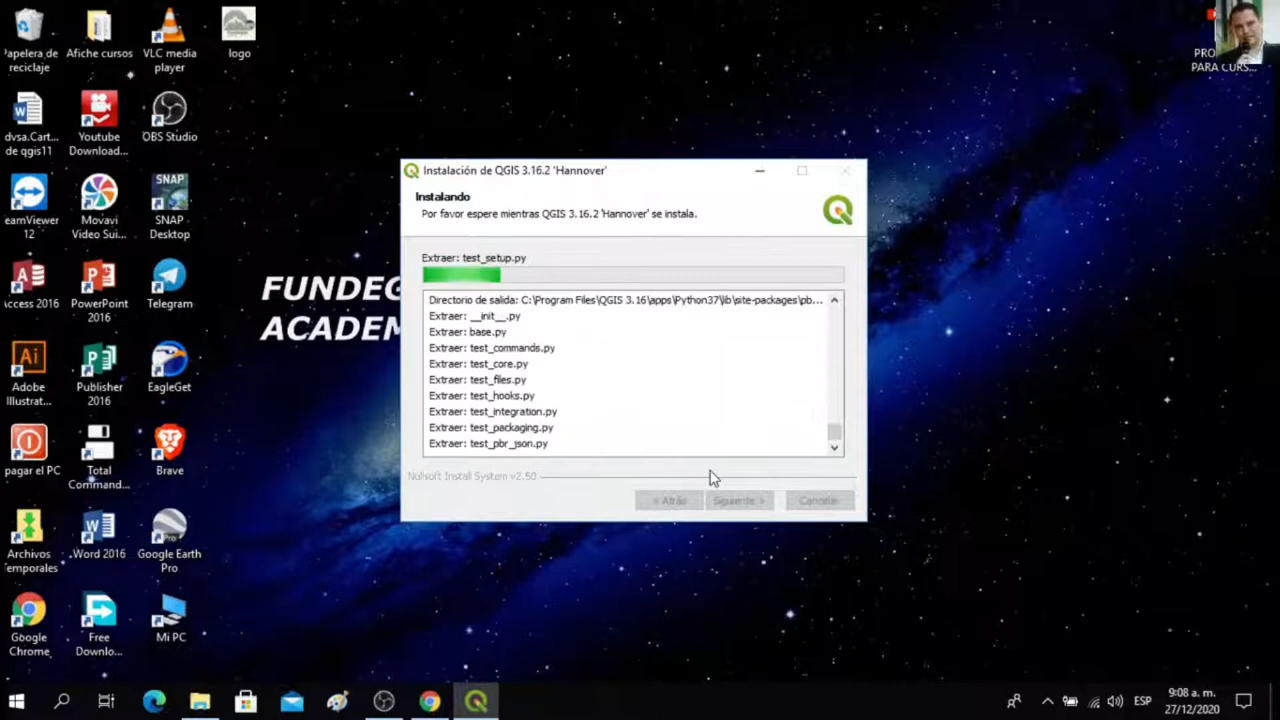 Papelera de
reciclaje
Afiche cursos
VLC media
player
logo
PRO
PARA CURS...
dvsa.Cart...
de qgis11
Youtube
Downloa...
OBS Studio
eamViewer
12
Movavi
Video Sui...
SNAP
SNAP
Desktop
Access 2016
PowerPoint
2016
Telegram
Adobe
Illustrat...
Publisher
2016
EagleGet
pagar el PC
Total
Comman...
Brave
Archivos
Temporales
Word 2016
Pro
Google Earth
Pro
Google
Chrome
Free
Downlo...
Mi PC
FUNDEG
ACADEM
Instalación de QGIS 3.16.2 'Hannover'
Instalando
Por favor espere mientras QGIS 3.16.2 'Hannover' se instala.
Extraer: test_setup.py
Directorio de salida: C:\Program Files\QGIS 3.16\apps\Python37\lib\site-packages\pb...
Extraer: __init__.py
Extraer: base.py
Extraer: test_commands.py
Extraer: test_core.py
Extraer: test_files.py
Extraer: test_hooks.py
Extraer: test_integration.py
Extraer: test_packaging.py
Extraer: test_pbr_json.py
Nullsoft Install System v2.50
< Atrás
Siguiente >
Cancelar
ESP
9:08 a. m.
27/12/2020